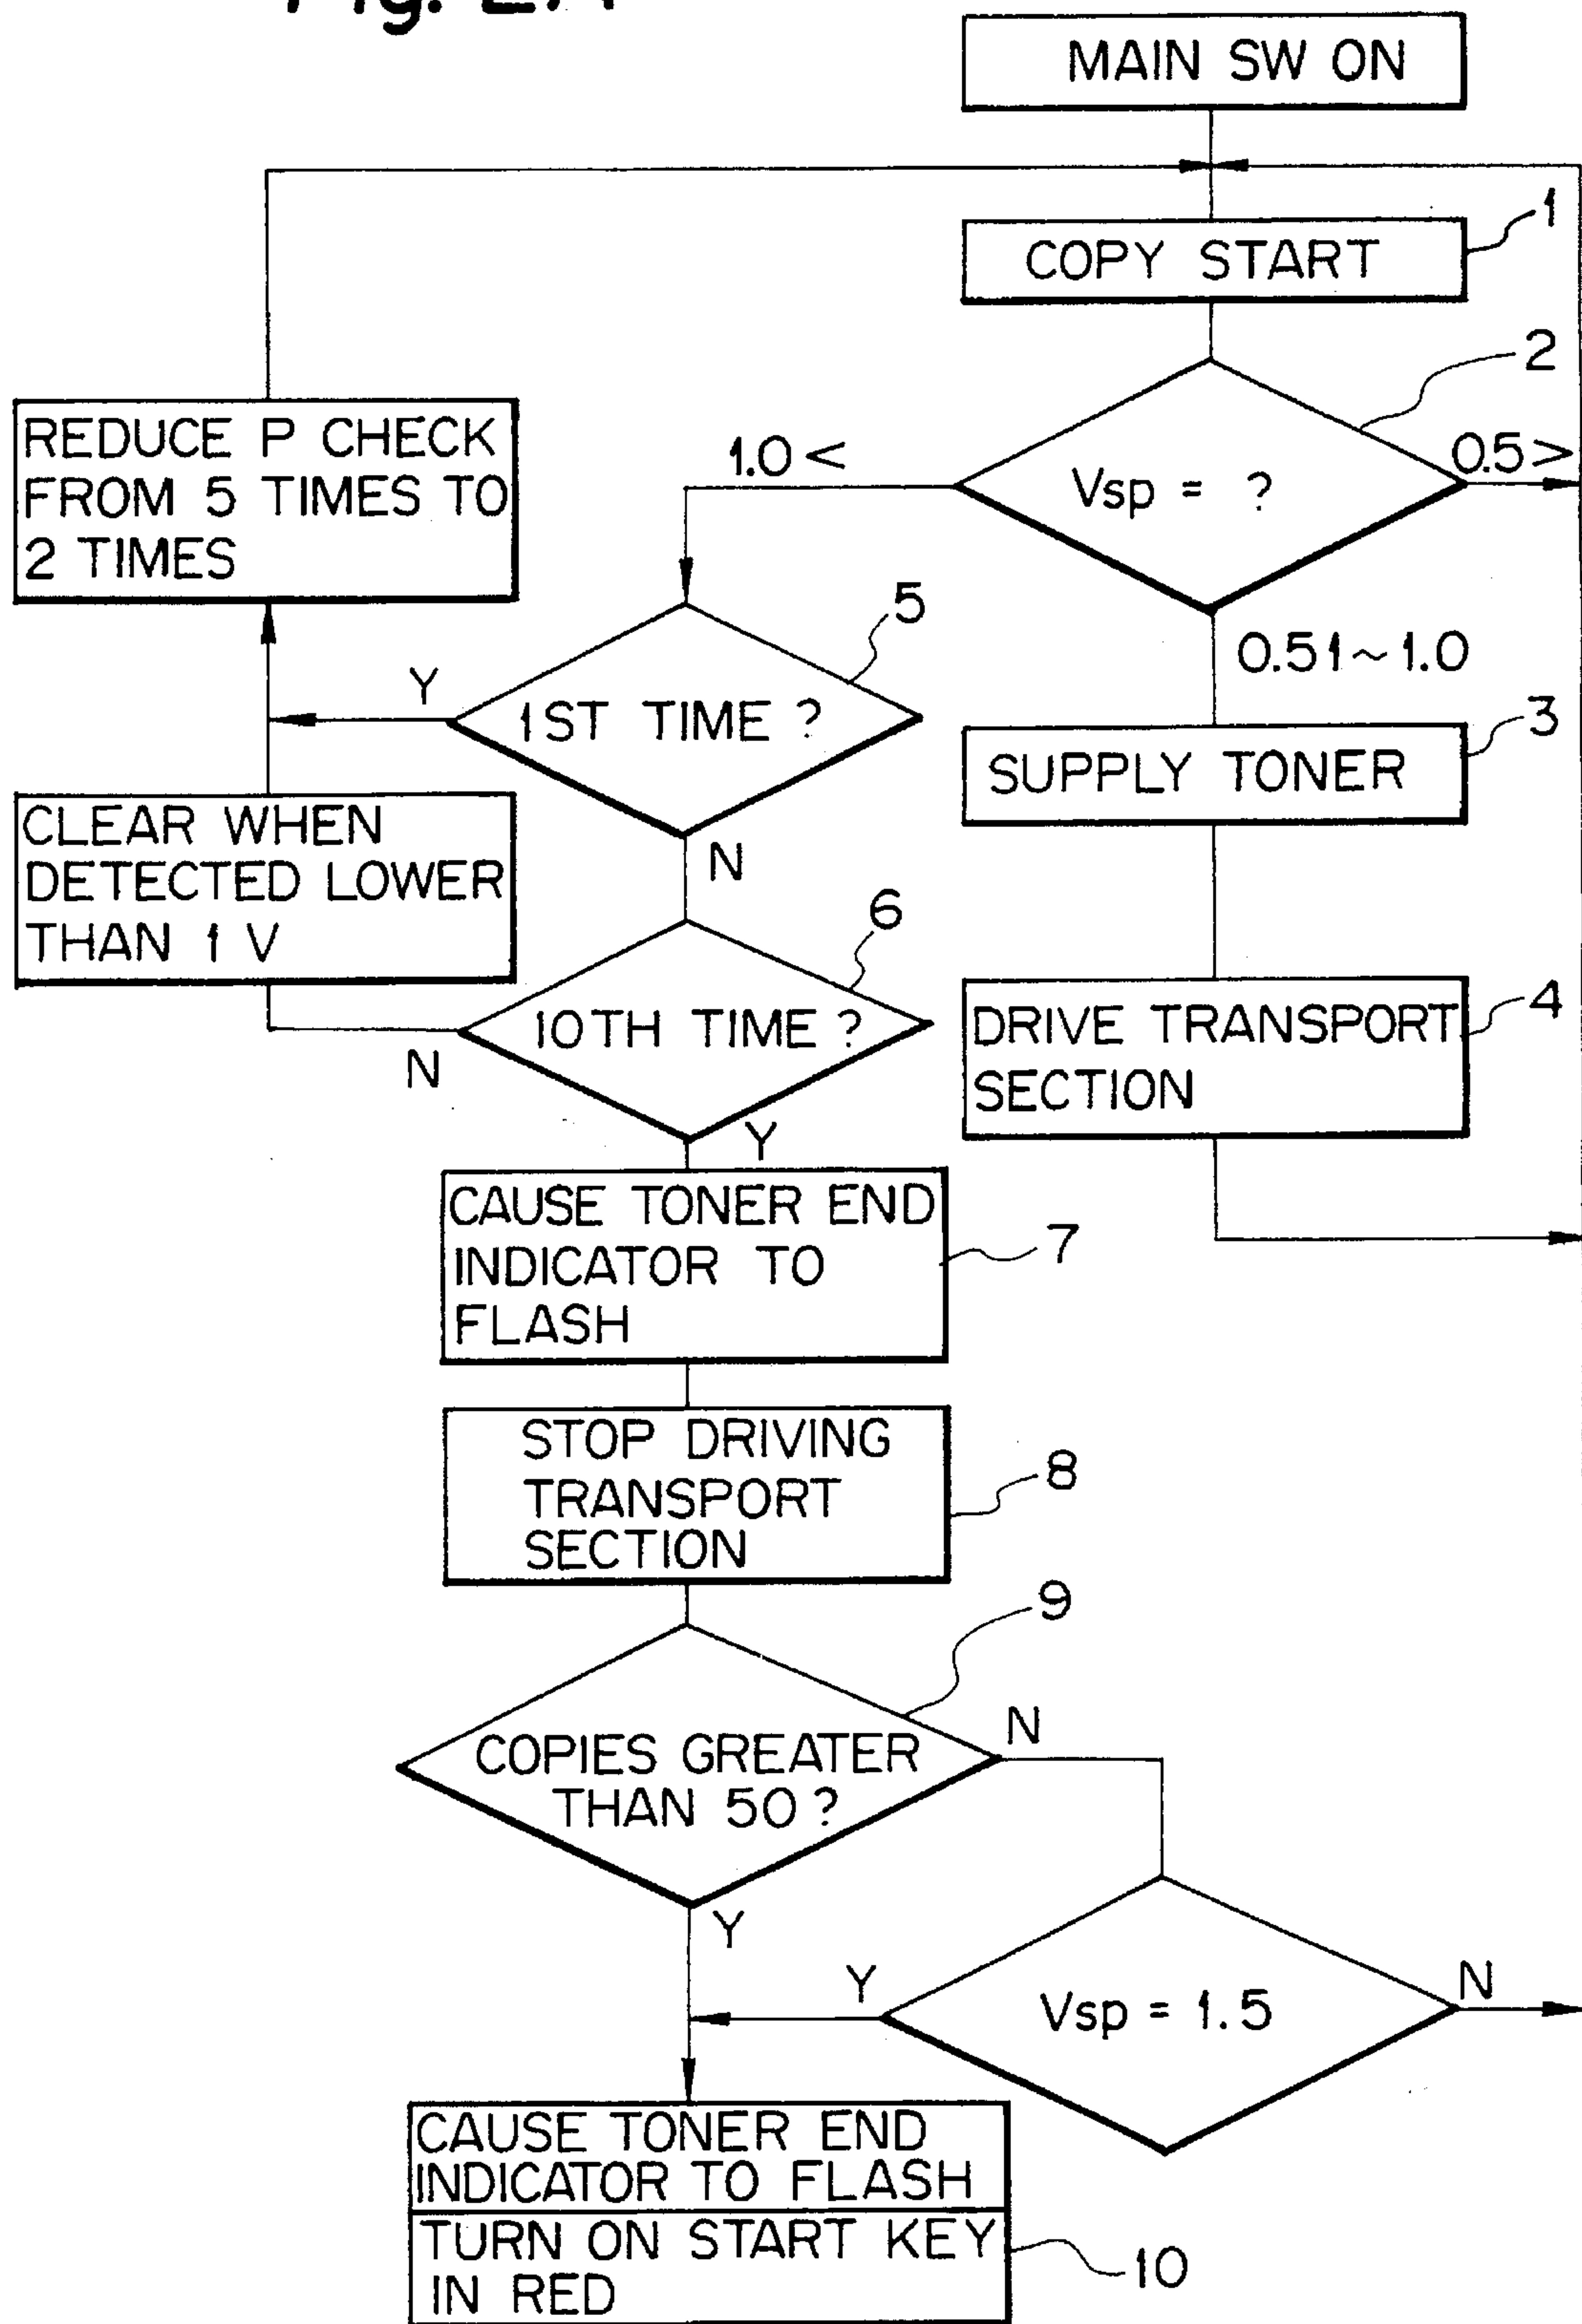 MAIN SW ON
1
COPY START
2
REDUCE P CHECK
FROM 5 TIMES TO
2 TIMES
1.0 <
Vsp = ?
0.5 >
0.51 ~ 1.0
5
Y
1ST TIME ?
N
3
SUPPLY TONER
CLEAR WHEN
DETECTED LOWER
THAN 1 V
6
10TH TIME ?
N
Y
4
DRIVE TRANSPORT
SECTION
CAUSE TONER END
INDICATOR TO
FLASH
7
STOP DRIVING
TRANSPORT
SECTION
8
9
COPIES GREATER
THAN 50 ?
N
Y
Y
Vsp = 1.5
N
CAUSE TONER END
INDICATOR TO FLASH
TURN ON START KEY
IN RED
10